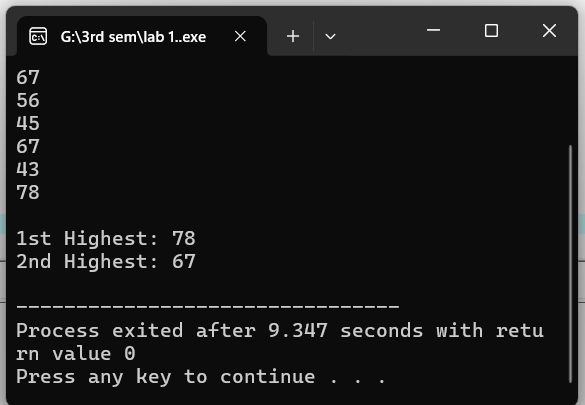 G:\3rd sem\lab 1..exe
67
56
45
67
43
78
1st Highest: 78
2nd Highest: 67
--------------------------------
Process exited after 9.347 seconds with retu
rn value 0
Press any key to continue . . .